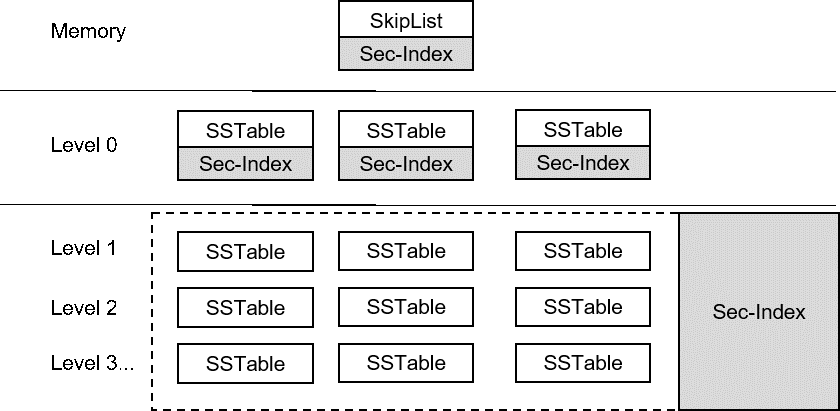 Memory
SkipList
Sec-Index
Level 0
SSTable
Sec-Index
SSTable
Sec-Index
SSTable
Sec-Index
Level 1
SSTable
SSTable
SSTable
Level 2
SSTable
SSTable
SSTable
Level 3...
SSTable
SSTable
SSTable
Sec-Index